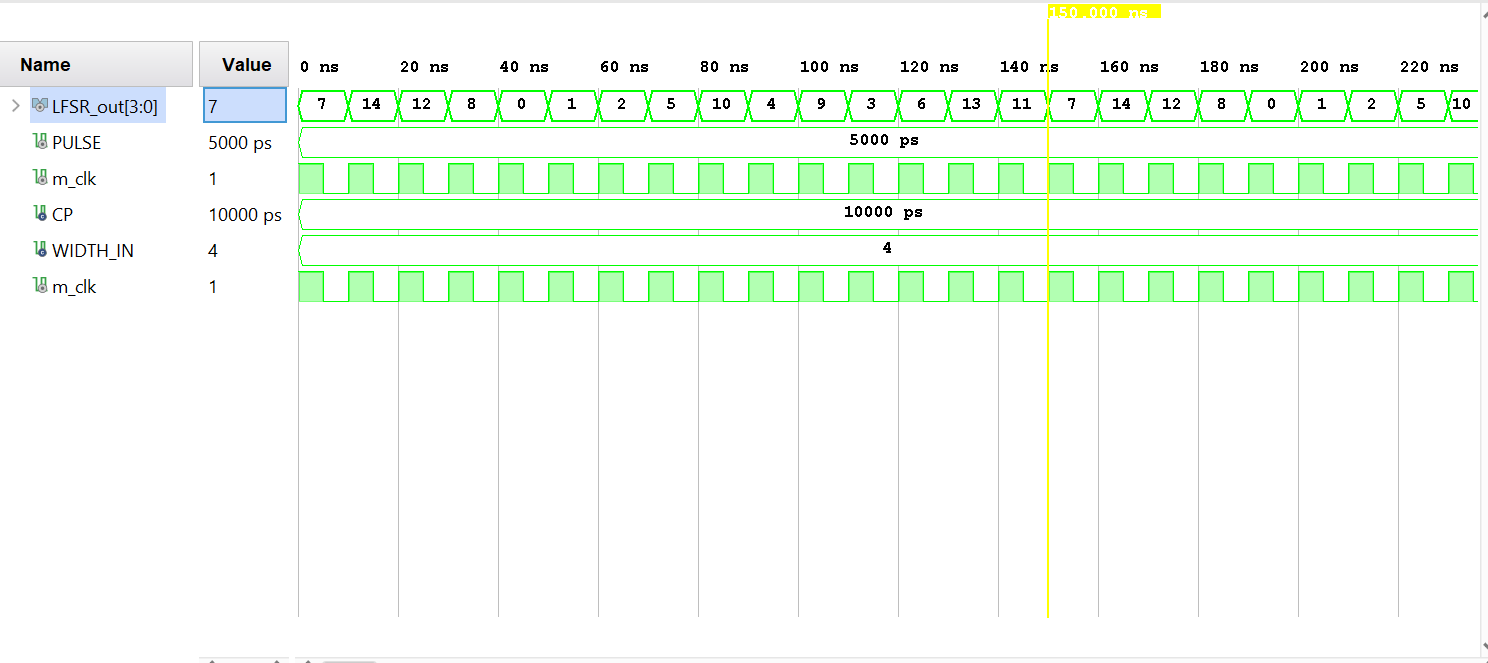 150.000 ns
Name Value 0 ns 20 ns 40 ns 60 ns 80 ns 100 ns 120 ns 140 ns 160 ns 180 ns 200 ns 220 ns
LFSR_out[3:0] 7 7 14 12 8 0 1 2 5 10 4 9 3 6 13 11 7 14 12 8 0 1 2 5 10
PULSE 5000 ps 5000 ps
m_clk 1
CP 10000 ps 10000 ps
WIDTH_IN 4 4
m_clk 1